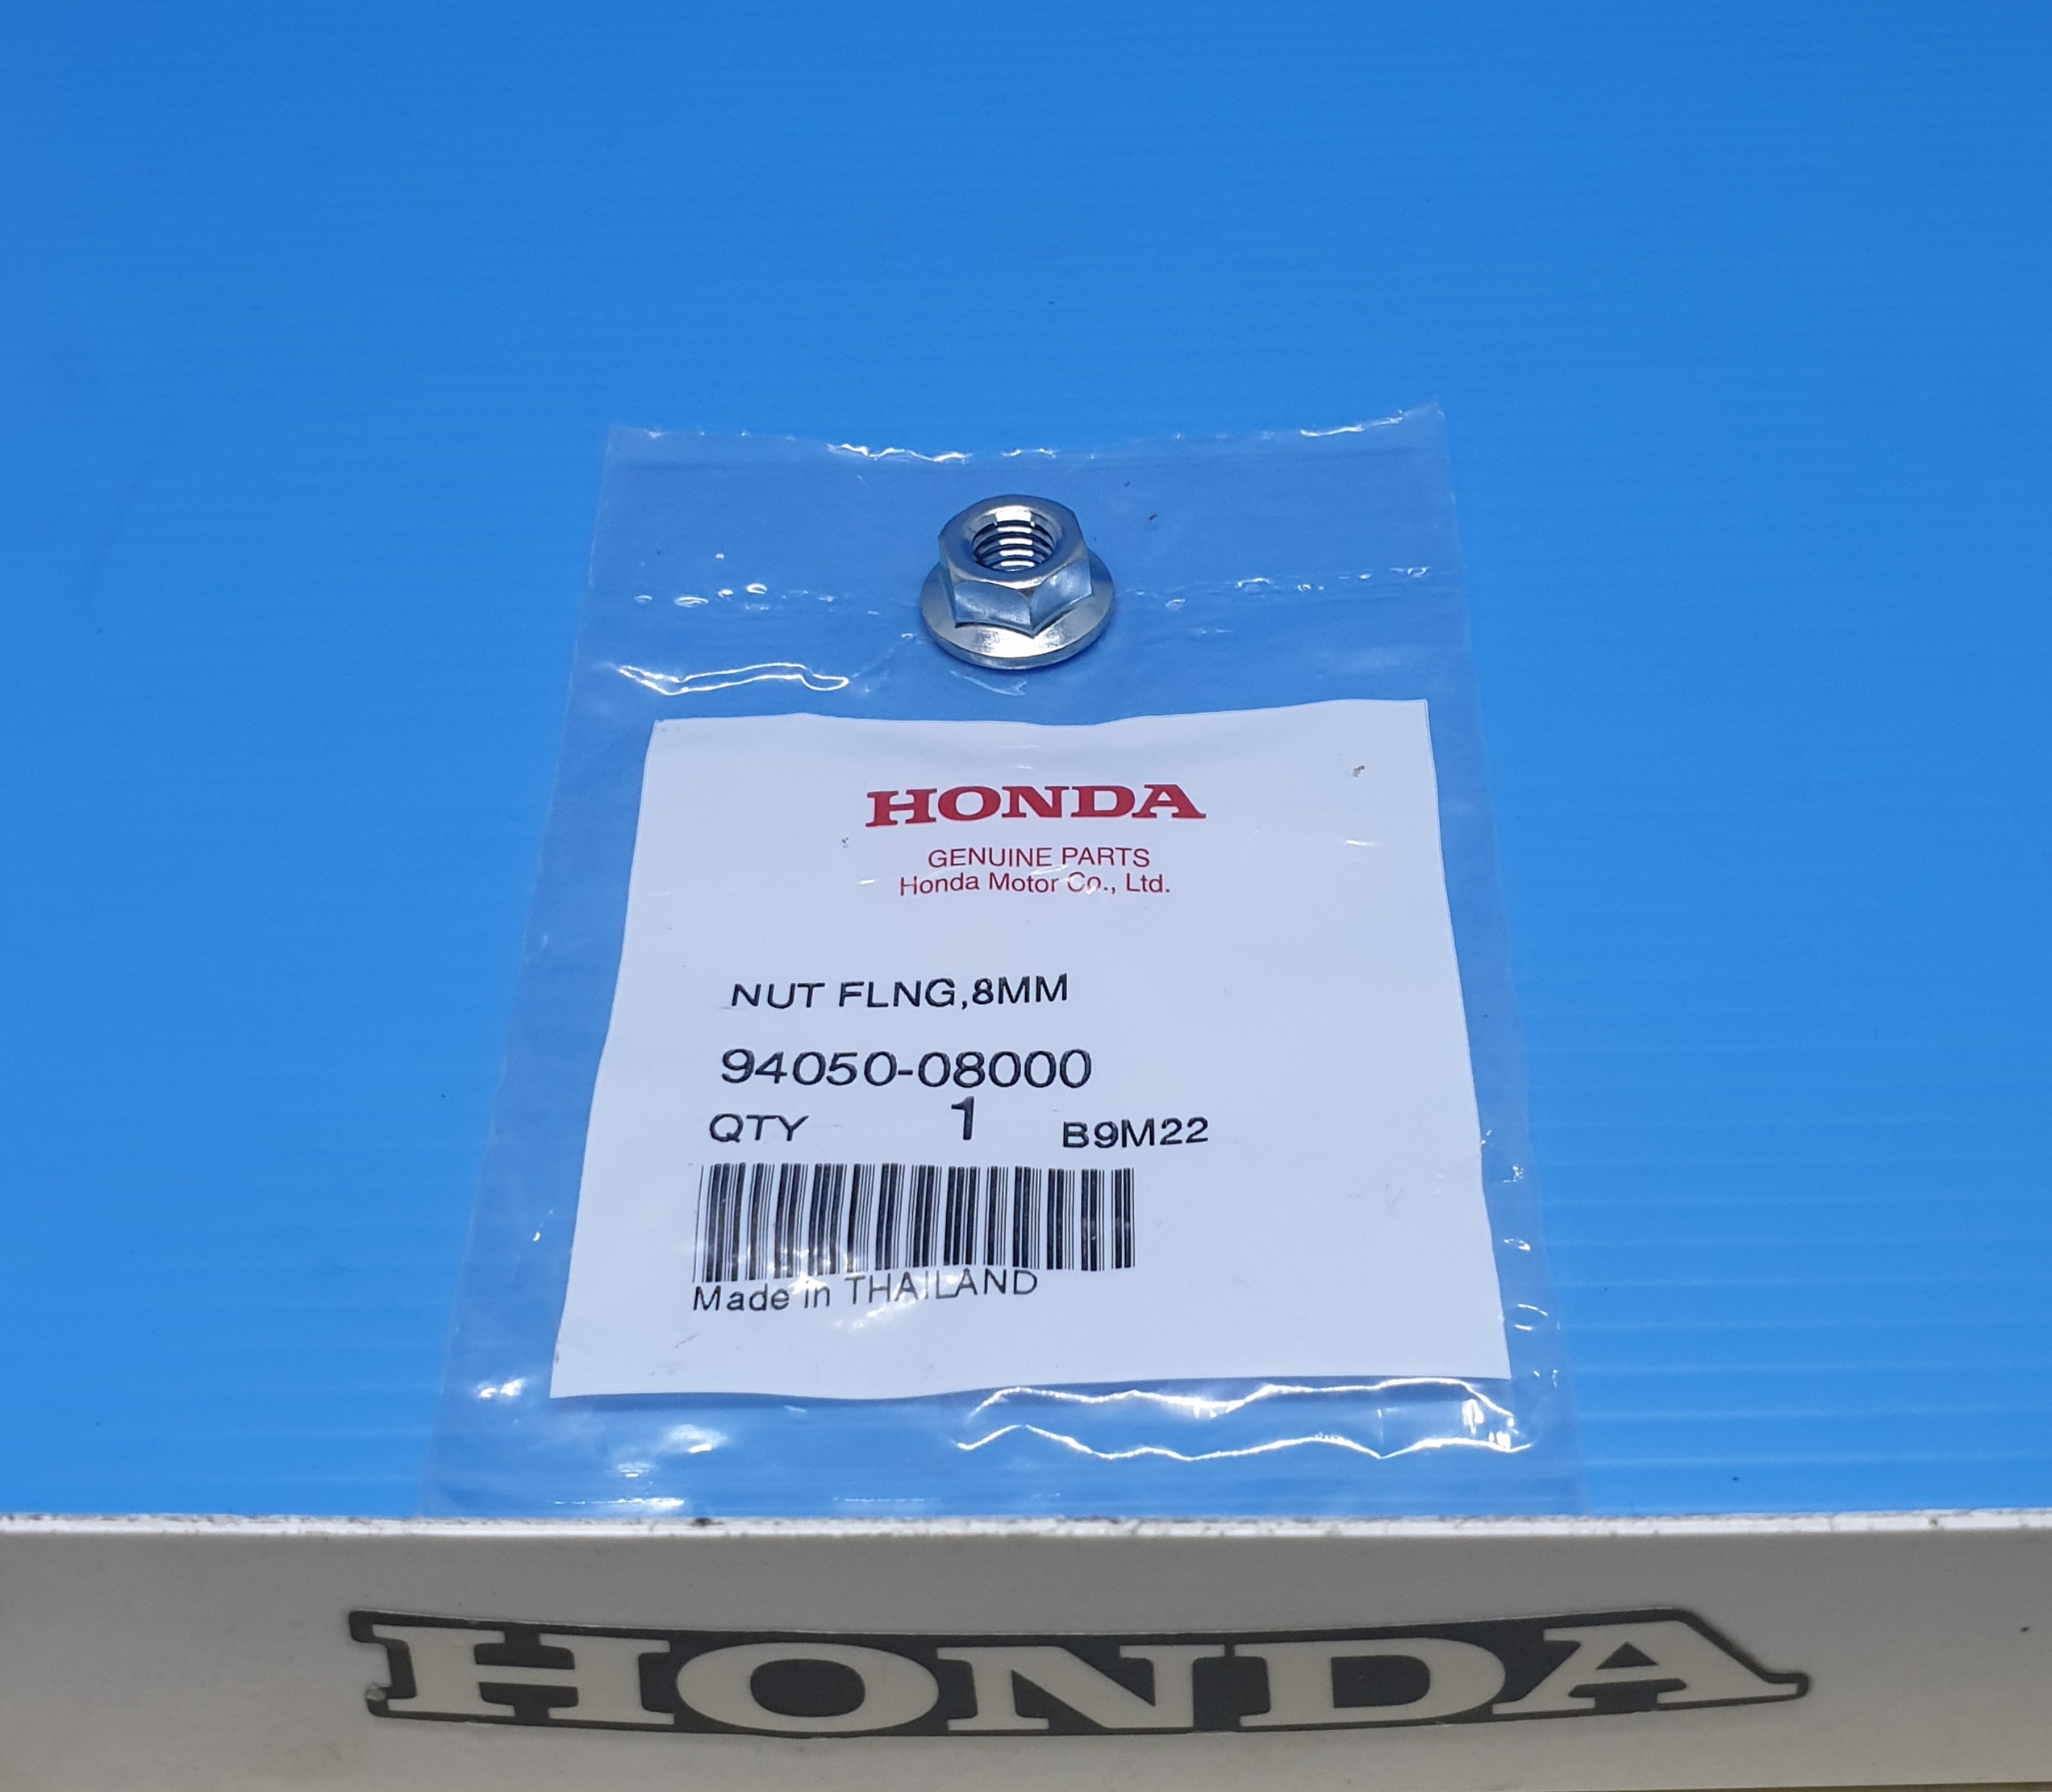 HONDA
GENUINE PARTS
Honda Motor Co., Ltd.
NUT FLNG,8MM
94050-08000
QTY 1 B9M22
Made in THAILAND
HONDA